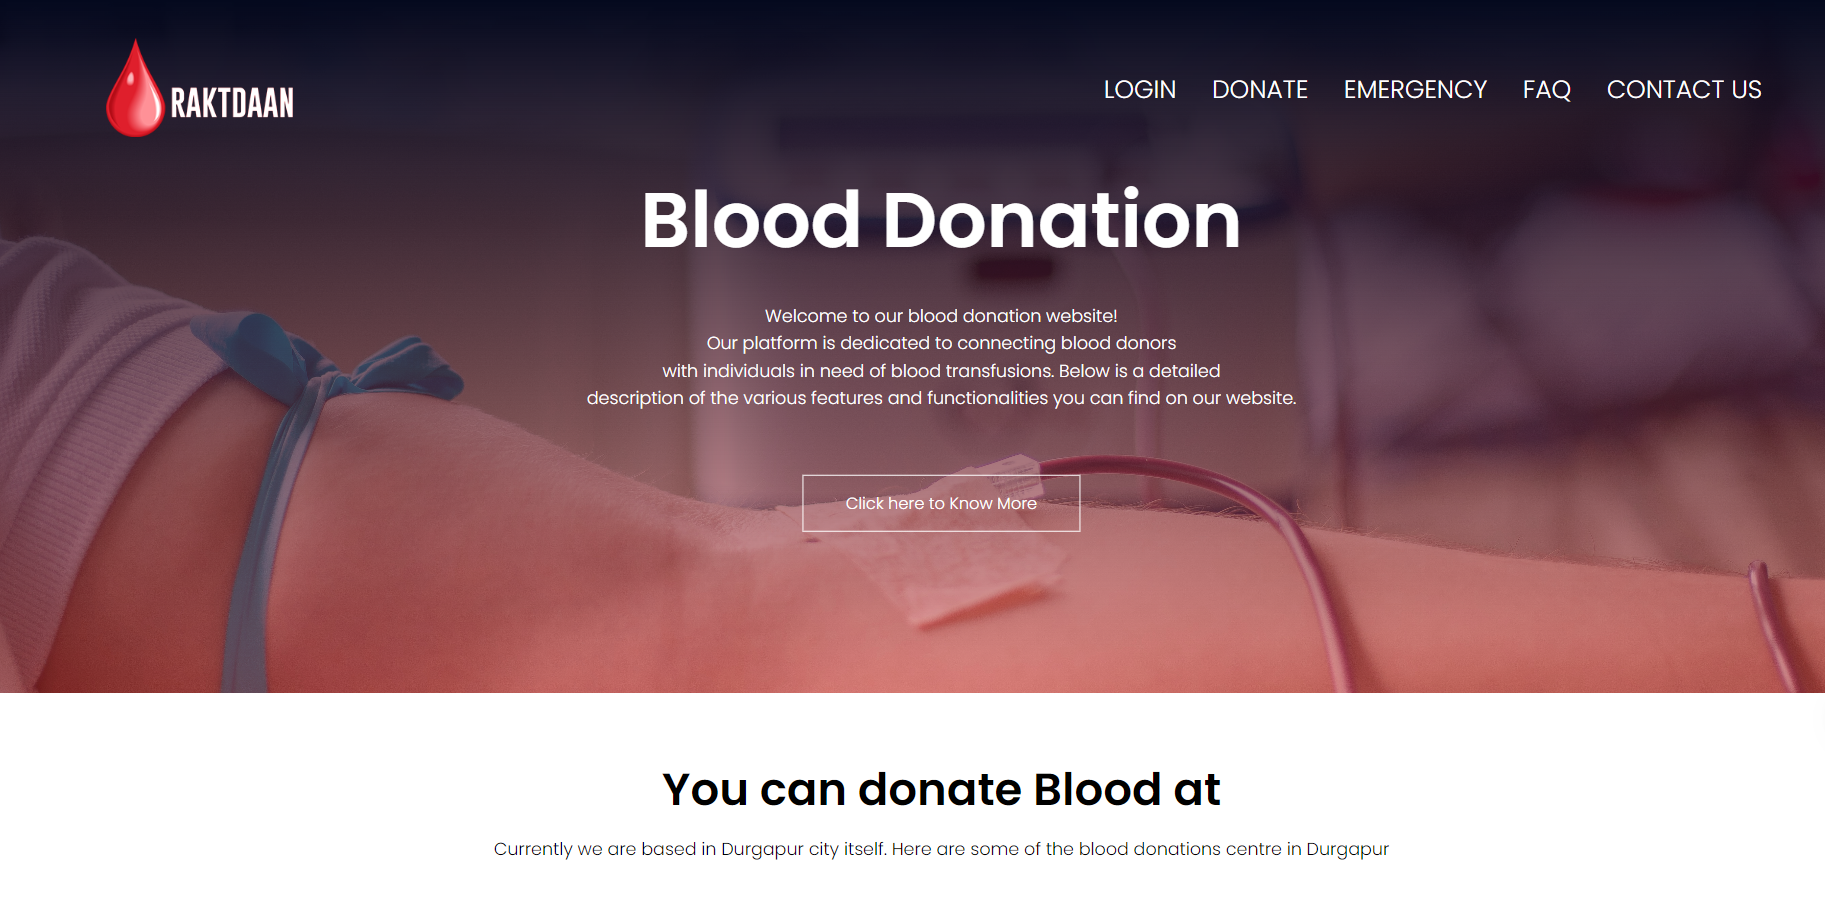 RAKTDAAN
LOGIN DONATE EMERGENCY FAQ CONTACT US
Blood Donation
Welcome to our blood donation website!
Our platform is dedicated to connecting blood donors
with individuals in need of blood transfusions. Below is a detailed
description of the various features and functionalities you can find on our website.
Click here to Know More
You can donate Blood at
Currently we are based in Durgapur city itself. Here are some of the blood donations centre in Durgapur